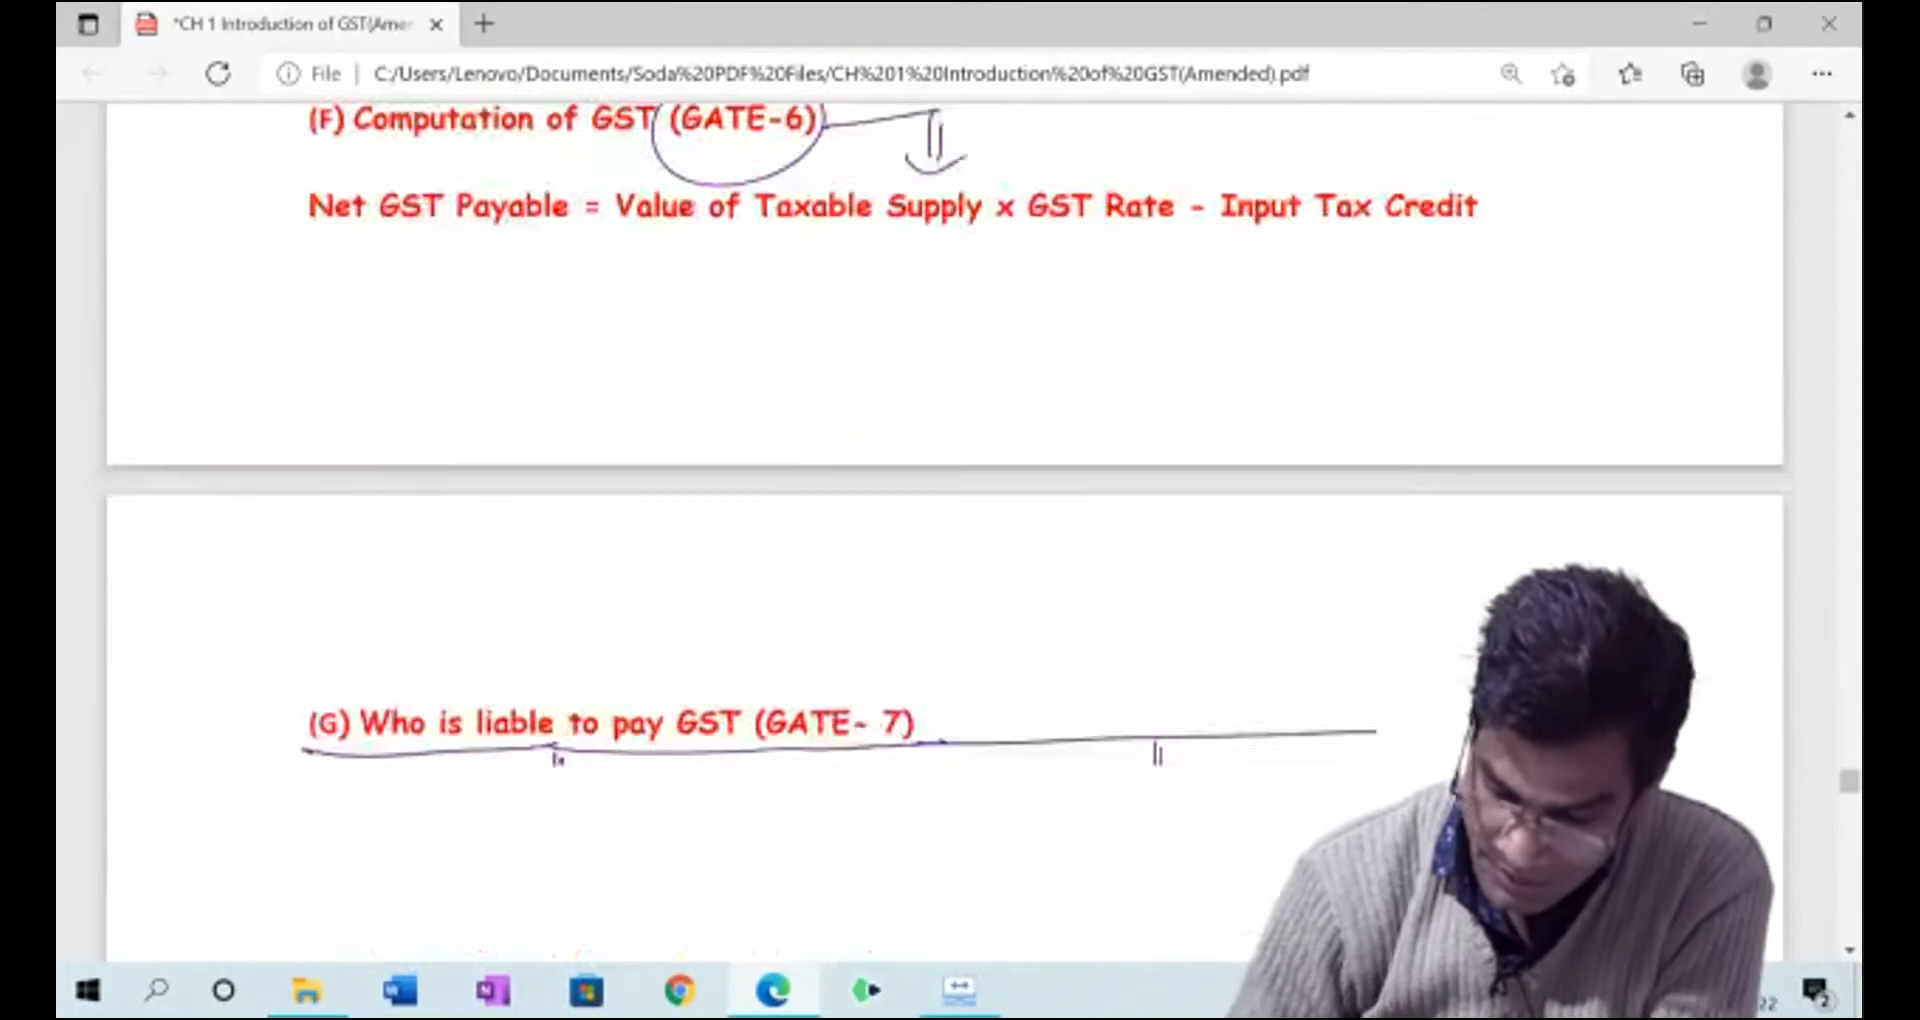 *CH 1 Introduction of GST(Amer
File
C:/Users/Lenovo/Documents/Soda%20PDF%20Files/CH%201%20Introduction%20of%20GST(Amended).pdf
(F) Computation of GST (GATE-6)
Net GST Payable = Value of Taxable Supply x GST Rate - Input Tax Credit
(G) Who is liable to pay GST (GATE- 7)
22
2